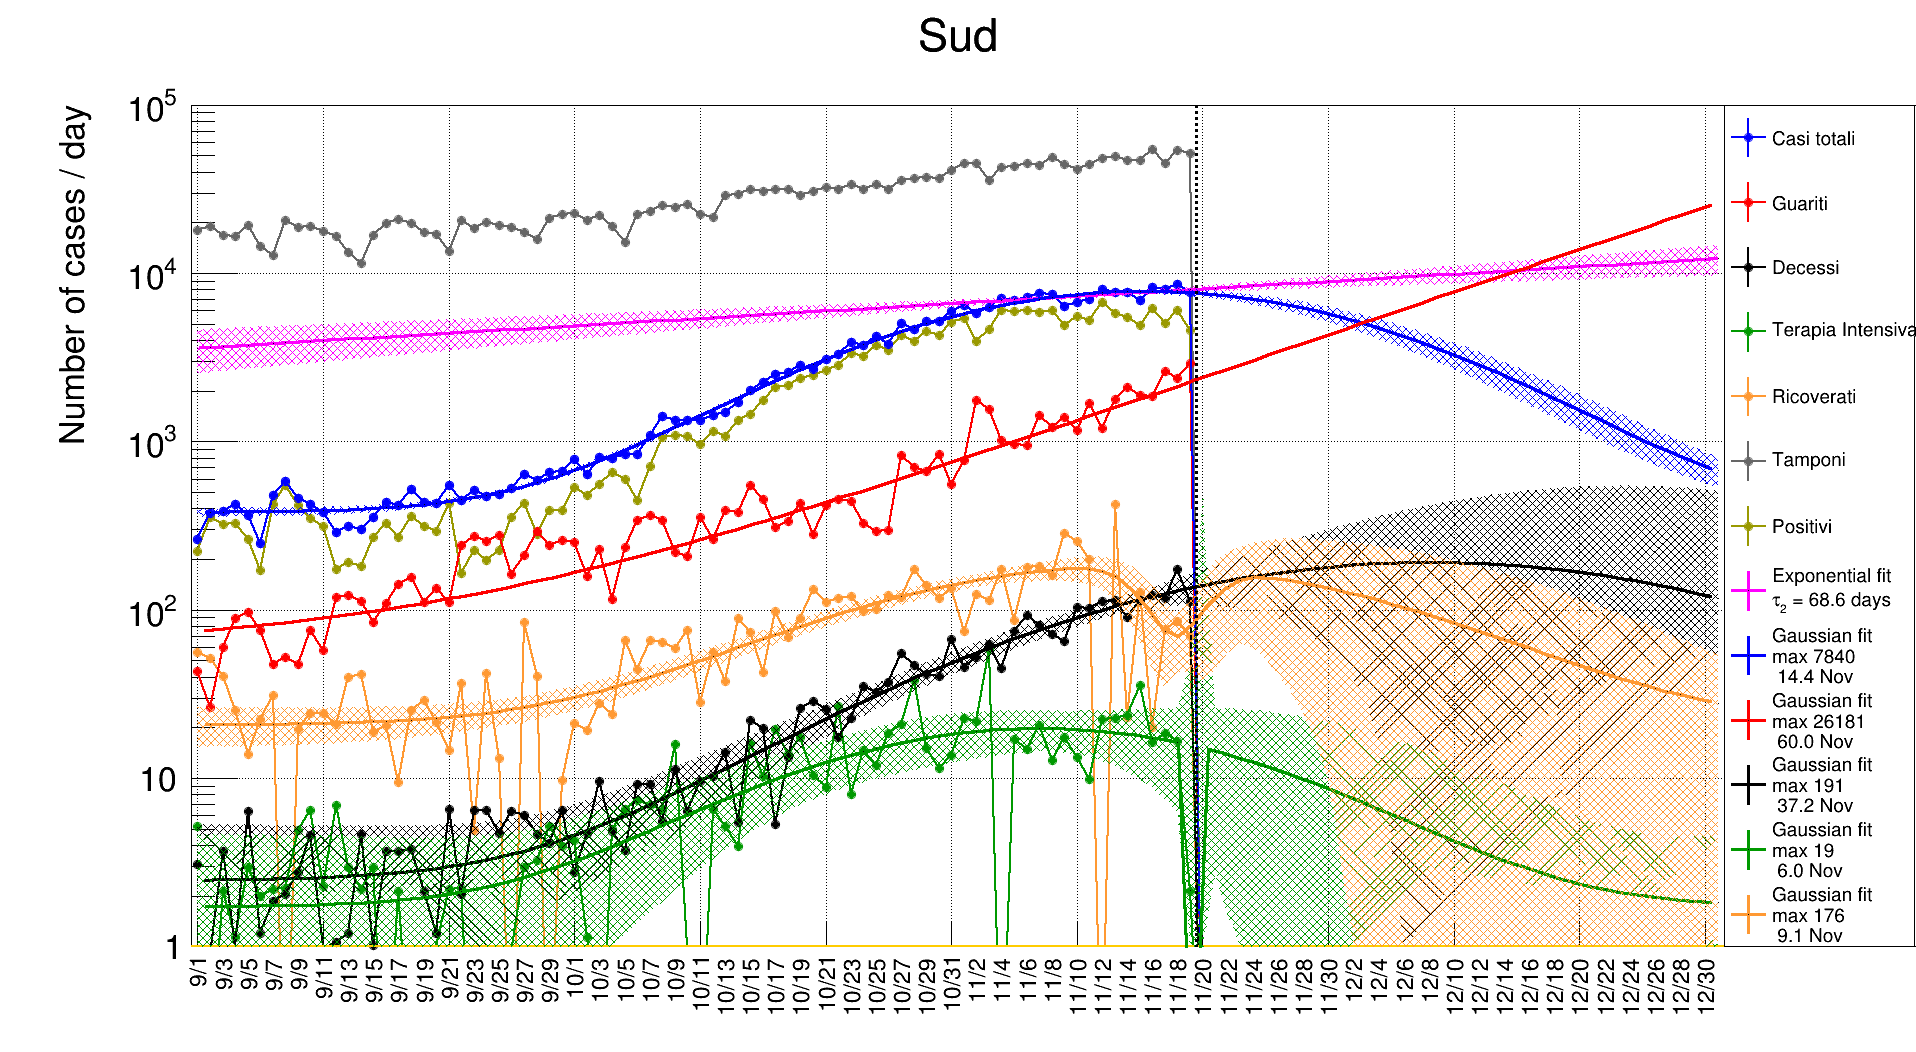 Sud
Number of cases / day
10^5
10^4
10^3
10^2
10
1
9/1
9/3
9/5
9/7
9/9
9/11
9/13
9/15
9/17
9/19
9/21
9/23
9/25
9/27
9/29
10/1
10/3
10/5
10/7
10/9
10/11
10/13
10/15
10/17
10/19
10/21
10/23
10/25
10/27
10/29
10/31
11/2
11/4
11/6
11/8
11/10
11/12
11/14
11/16
11/18
11/20
11/22
11/24
11/26
11/28
11/30
12/2
12/4
12/6
12/8
12/10
12/12
12/14
12/16
12/18
12/20
12/22
12/24
12/26
12/28
12/30
Casi totali
Guariti
Decessi
Terapia Intensiva
Ricoverati
Tamponi
Positivi
Exponential fit
τ₂ = 68.6 days
Gaussian fit
max 7840
14.4 Nov
Gaussian fit
max 26181
60.0 Nov
Gaussian fit
max 191
37.2 Nov
Gaussian fit
max 19
6.0 Nov
Gaussian fit
max 176
9.1 Nov